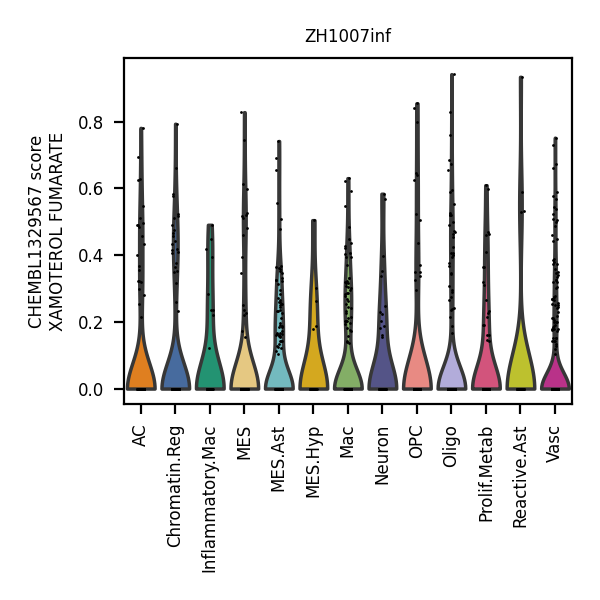 ZH1007inf
CHEMBL1329567 score
XAMOTEROL FUMARATE
0.8
0.6
0.4
0.2
0.0
AC
Chromatin.Reg
Inflammatory.Mac
MES
MES.Ast
MES.Hyp
Mac
Neuron
OPC
Oligo
Prolif.Metab
Reactive.Ast
Vasc